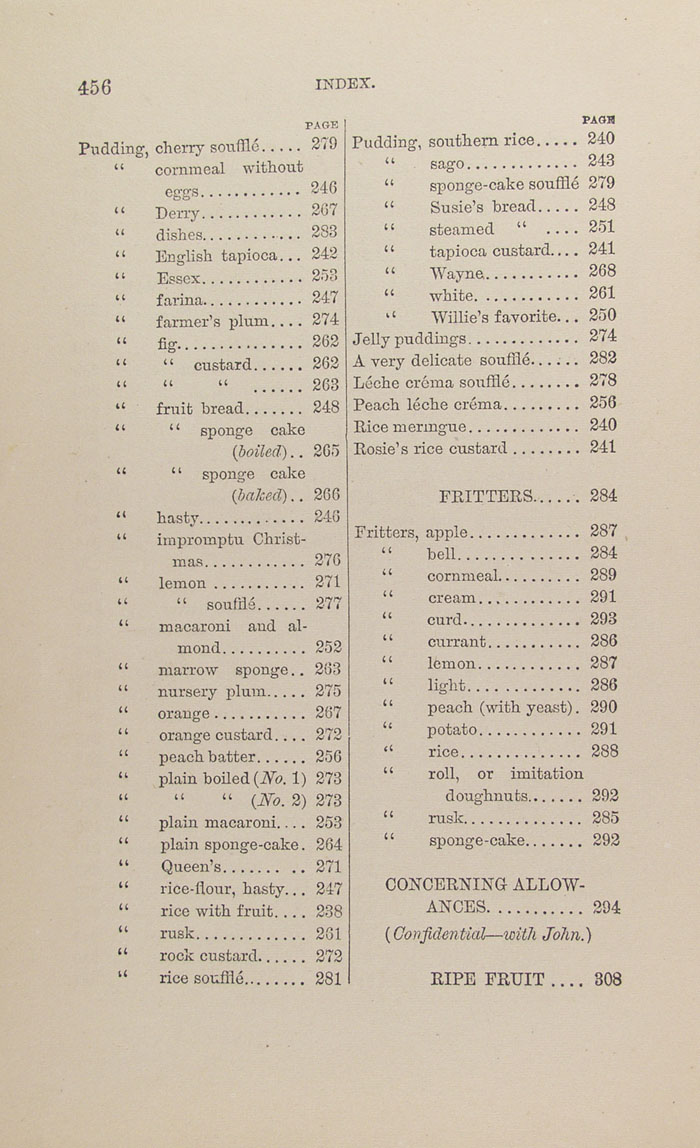 456
INDEX.
PAGE
Pudding, cherry soufflé..... 279
“ cornmeal without
eggs............ 246
“ Derry............ 267
“ dishes............ 283
“ English tapioca... 242
“ Essex............ 253
“ farina............ 247
“ farmer's plum.... 274
“ fig............... 262
“ “ custard...... 262
“ “ “ ...... 263
“ fruit bread....... 248
“ “ sponge cake
(boiled).. 265
“ “ sponge cake
(baked).. 266
“ hasty............. 246
“ impromptu Christ-
mas............ 276
“ lemon ........... 271
“ “ soufflé...... 277
“ macaroni and al-
mond.......... 252
“ marrow sponge.. 263
“ nursery plum..... 275
“ orange ........... 267
“ orange custard.... 272
“ peach batter...... 256
“ plain boiled (No. 1) 273
“ “ “ (No. 2) 273
“ plain macaroni.... 253
“ plain sponge-cake. 264
“ Queen's....... .. 271
“ rice-flour, hasty... 247
“ rice with fruit.... 238
“ rusk............. 261
“ rock custard...... 272
“ rice soufflé........ 281
PAGE
Pudding, southern rice..... 240
“ sago............. 243
“ sponge-cake soufflé 279
“ Susie's bread..... 248
“ steamed “ .... 251
“ tapioca custard.... 241
“ Wayne........... 268
“ white. ........... 261
“ Willie's favorite... 250
Jelly puddings............. 274
A very delicate soufflé...... 282
Léche créma soufflé........ 278
Peach léche créma......... 256
Rice meringue............. 240
Rosie's rice custard ........ 241
FRITTERS...... 284
Fritters, apple............. 287
“ bell.............. 284
“ cornmeal.......... 289
“ cream............ 291
“ curd.............. 293
“ currant........... 286
“ lemon............ 287
“ light............. 286
“ peach (with yeast). 290
“ potato............ 291
“ rice.............. 288
“ roll, or imitation
doughnuts....... 292
“ rusk.............. 285
“ sponge-cake....... 292
CONCERNING ALLOW-
ANCES. .......... 294
(Confidential—with John.)
RIPE FRUIT .... 308